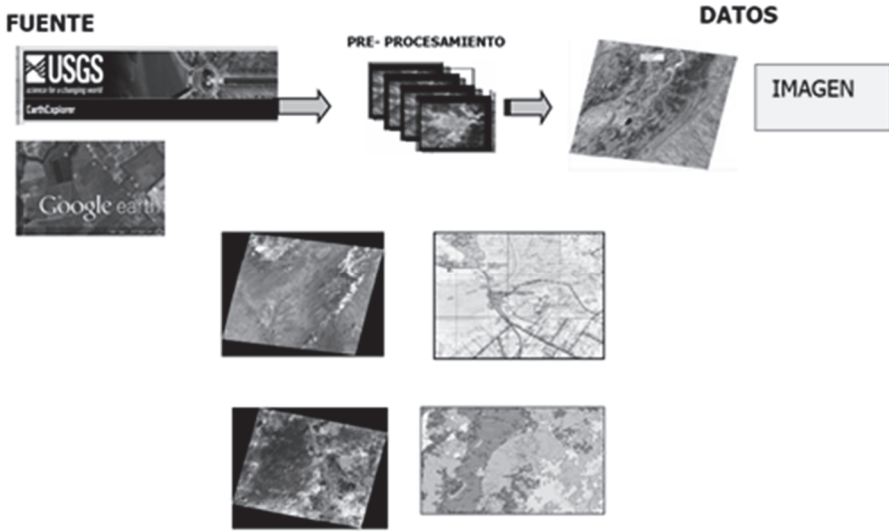 FUENTE
DATOS
PRE- PROCESAMIENTO
USGS
science for a changing world
EarthExplorer
IMAGEN
Google earth